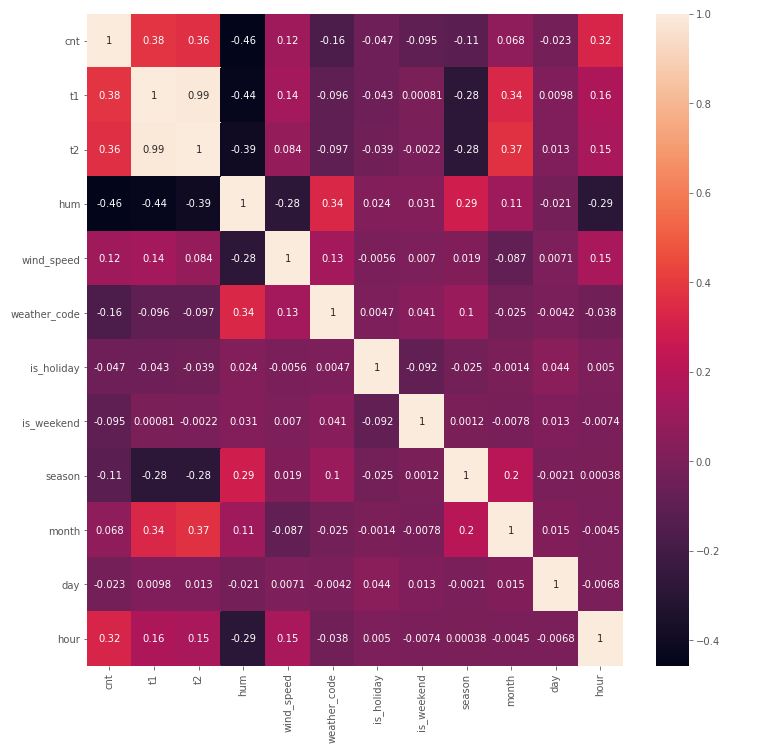 cnt 1 0.38 0.36 -0.46 0.12 -0.16 -0.047 -0.095 -0.11 0.068 -0.023 0.32
t1 0.38 1 0.99 -0.44 0.14 -0.096 -0.043 0.00081 -0.28 0.34 0.0098 0.16
t2 0.36 0.99 1 -0.39 0.084 -0.097 -0.039 -0.0022 -0.28 0.37 0.013 0.15
hum -0.46 -0.44 -0.39 1 -0.28 0.34 0.024 0.031 0.29 0.11 -0.021 -0.29
wind_speed 0.12 0.14 0.084 -0.28 1 0.13 -0.0056 0.007 0.019 -0.087 0.0071 0.15
weather_code -0.16 -0.096 -0.097 0.34 0.13 1 0.0047 0.041 0.1 -0.025 -0.0042 -0.038
is_holiday -0.047 -0.043 -0.039 0.024 -0.0056 0.0047 1 -0.092 -0.025 -0.0014 0.044 0.005
is_weekend -0.095 0.00081 -0.0022 0.031 0.007 0.041 -0.092 1 0.0012 -0.0078 0.013 -0.0074
season -0.11 -0.28 -0.28 0.29 0.019 0.1 -0.025 0.0012 1 0.2 -0.0021 0.00038
month 0.068 0.34 0.37 0.11 -0.087 -0.025 -0.0014 -0.0078 0.2 1 0.015 -0.0045
day -0.023 0.0098 0.013 -0.021 0.0071 -0.0042 0.044 0.013 -0.0021 0.015 1 -0.0068
hour 0.32 0.16 0.15 -0.29 0.15 -0.038 0.005 -0.0074 0.00038 -0.0045 -0.0068 1
cnt t1 t2 hum wind_speed weather_code is_holiday is_weekend season month day hour
1.0
0.8
0.6
0.4
0.2
0.0
−0.2
−0.4